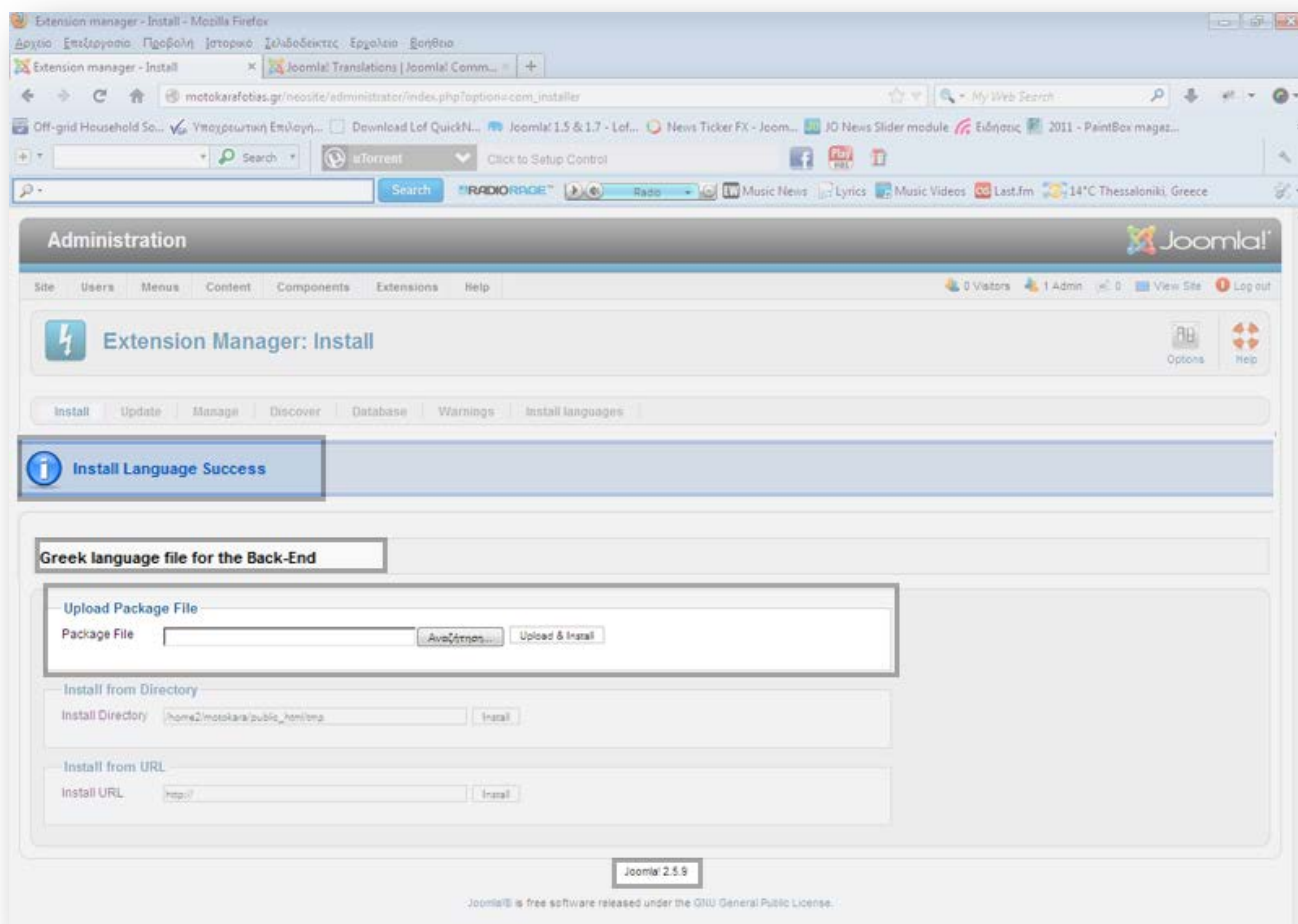 Extension manager - Install - Mozilla Firefox
Αρχείο Επεξεργασία Προβολή Ιστορικό Σελιδοδείκτες Εργαλεία Βοήθεια
Extension manager - Install Joomla! Translations | Joomla! Comm...
motokarafotias.gr/neosite/administrator/index.php?option=com_installer My Web Search
Off-grid Household So... Υποχρεωτική Επιλογή... Download Lof QuickN... Joomla! 1.5 & 1.7 - Lof... News Ticker FX - Joom... JO News Slider module Ειδήσεις 2011 - PaintBox magaz...
Search uTorrent Click to Setup Control
Search RADIORAGE Radio Music News Lyrics Music Videos Last.fm 14°C Thessaloniki, Greece
Administration Joomla!
Site Users Menus Content Components Extensions Help 0 Visitors 1 Admin 0 View Site Log out
Extension Manager: Install
Options Help
Install Update Manage Discover Database Warnings Install languages
Install Language Success
Greek language file for the Back-End
Upload Package File
Package File Αναζήτηση... Upload & Install
Install from Directory
Install Directory /home2/motokara/public_html/tmp Install
Install from URL
Install URL http:// Install
Joomla! 2.5.9
Joomla!® is free software released under the GNU General Public License.